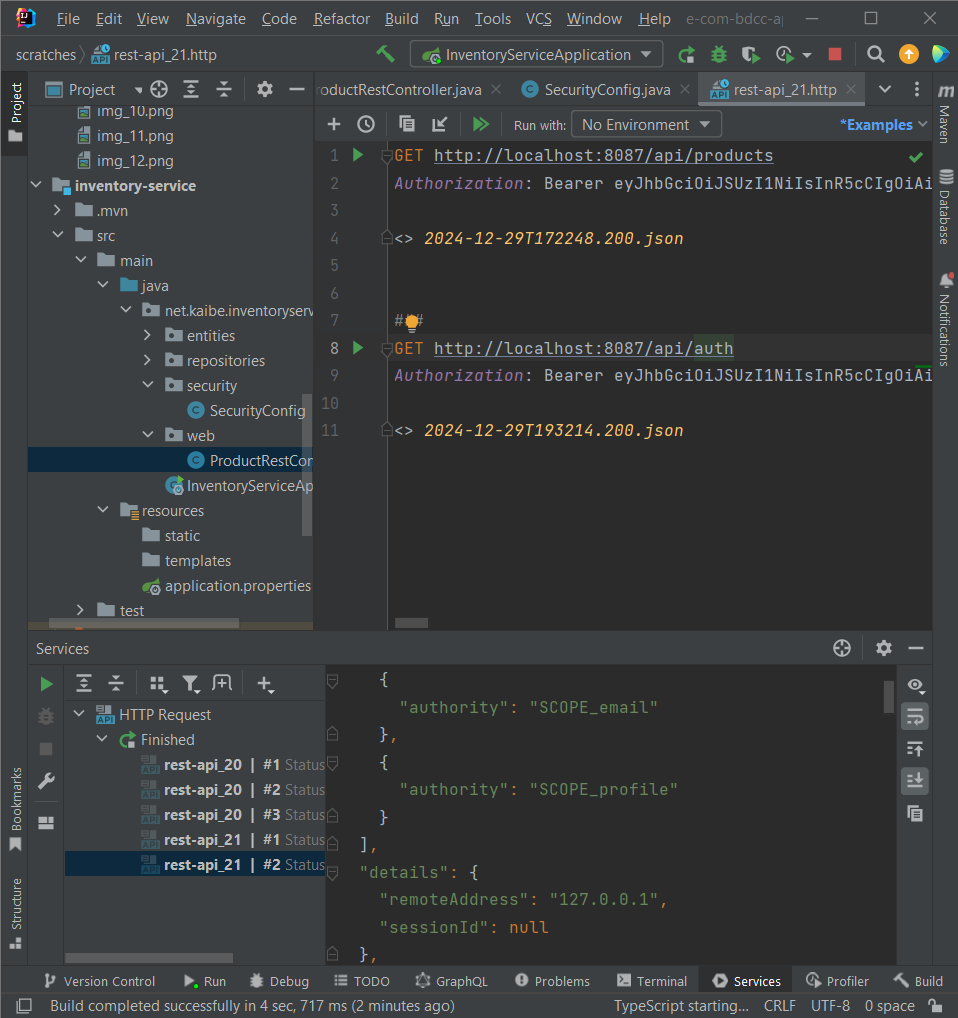 File Edit View Navigate Code Refactor Build Run Tools VCS Window Help e-com-bdcc-a
scratches rest-api_21.http InventoryServiceApplication
Project oductRestController.java SecurityConfig.java rest-api_21.http
Run with: No Environment *Examples
img_10.png
img_11.png
img_12.png
inventory-service
.mvn
src
main
java
net.kaibe.inventoryserv
entities
repositories
security
SecurityConfig
web
ProductRestCon
InventoryServiceAp
resources
static
templates
application.properties
test
1 GET http://localhost:8087/api/products
2 Authorization: Bearer eyJhbGciOiJSUzI1NiIsInR5cCIgOiAi
3
4 <> 2024-12-29T172248.200.json
5
6
7 ###
8 GET http://localhost:8087/api/auth
9 Authorization: Bearer eyJhbGciOiJSUzI1NiIsInR5cCIgOiAi
10
11 <> 2024-12-29T193214.200.json
Project
Bookmarks
Structure
Maven
Database
Notifications
Services
HTTP Request
Finished
rest-api_20 | #1 Status
rest-api_20 | #2 Status
rest-api_20 | #3 Status
rest-api_21 | #1 Status
rest-api_21 | #2 Status
{
"authority": "SCOPE_email"
},
{
"authority": "SCOPE_profile"
}
],
"details": {
"remoteAddress": "127.0.0.1",
"sessionId": null
},
Version Control Run Debug TODO GraphQL Problems Terminal Services Profiler Build
Build completed successfully in 4 sec, 717 ms (2 minutes ago) TypeScript starting... CRLF UTF-8 0 space